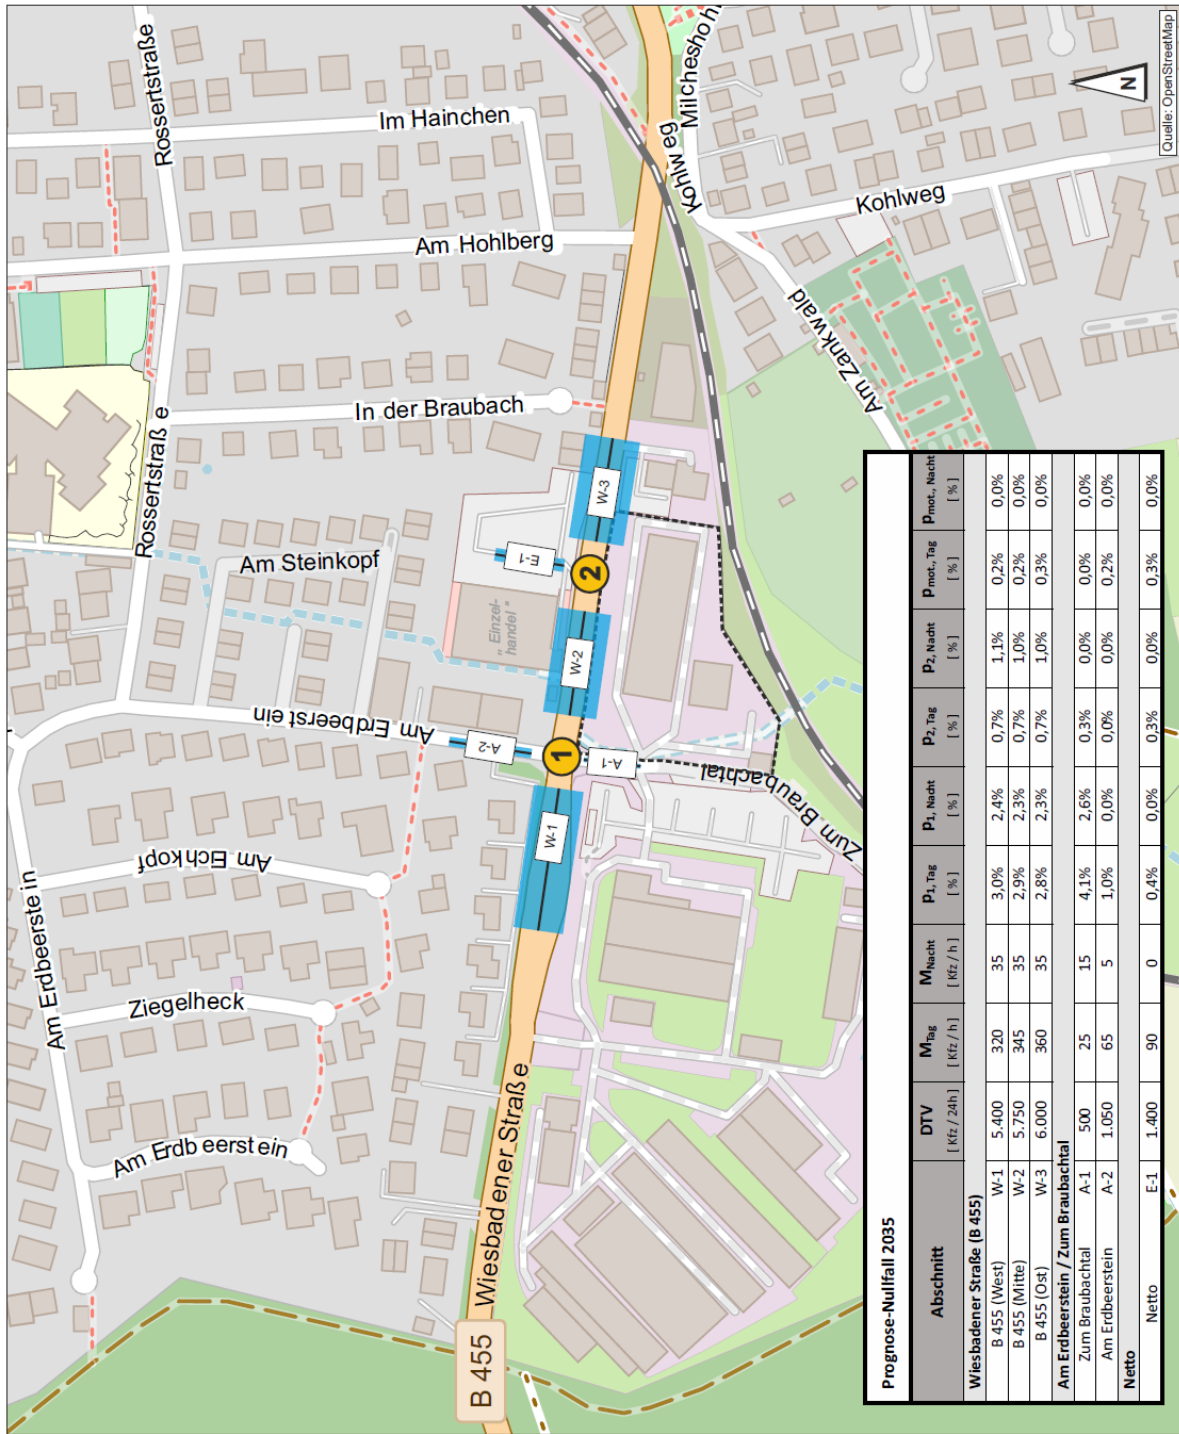 Rossertstraße
Im Hainchen
Am Hohlberg
Kohlweg
Milchesho
Kohlweg
Am Zankwald
In der Braubach
Rossertstraße
Am Steinkopf
Am Erdbeerstein
Am Eichkopf
Am Erdbeerstein
Ziegelheck
Am Erdbeerstein
Wiesbadener Straße
B 455
Zum Braubachtal
„ Einzel-
handel "
W-1
W-2
W-3
A-1
A-2
E-1
1
2
N
Quelle: OpenStreetMap
Prognose-Nullfall 2035
Abschnitt DTV MTag MNacht p1, Tag p1, Nacht p2, Tag p2, Nacht pmot., Tag pmot., Nacht
[ Kfz / 24h ] [ Kfz / h ] [ Kfz / h ] [ % ] [ % ] [ % ] [ % ] [ % ] [ % ]
Wiesbadener Straße (B 455)
B 455 (West) W-1 5.400 320 35 3,0% 2,4% 0,7% 1,1% 0,2% 0,0%
B 455 (Mitte) W-2 5.750 345 35 2,9% 2,3% 0,7% 1,0% 0,2% 0,0%
B 455 (Ost) W-3 6.000 360 35 2,8% 2,3% 0,7% 1,0% 0,3% 0,0%
Am Erdbeerstein / Zum Braubachtal
Zum Braubachtal A-1 500 25 15 4,1% 2,6% 0,3% 0,0% 0,0% 0,0%
Am Erdbeerstein A-2 1.050 65 5 1,0% 0,0% 0,0% 0,0% 0,2% 0,0%
Netto
Netto E-1 1.400 90 0 0,4% 0,0% 0,3% 0,0% 0,3% 0,0%